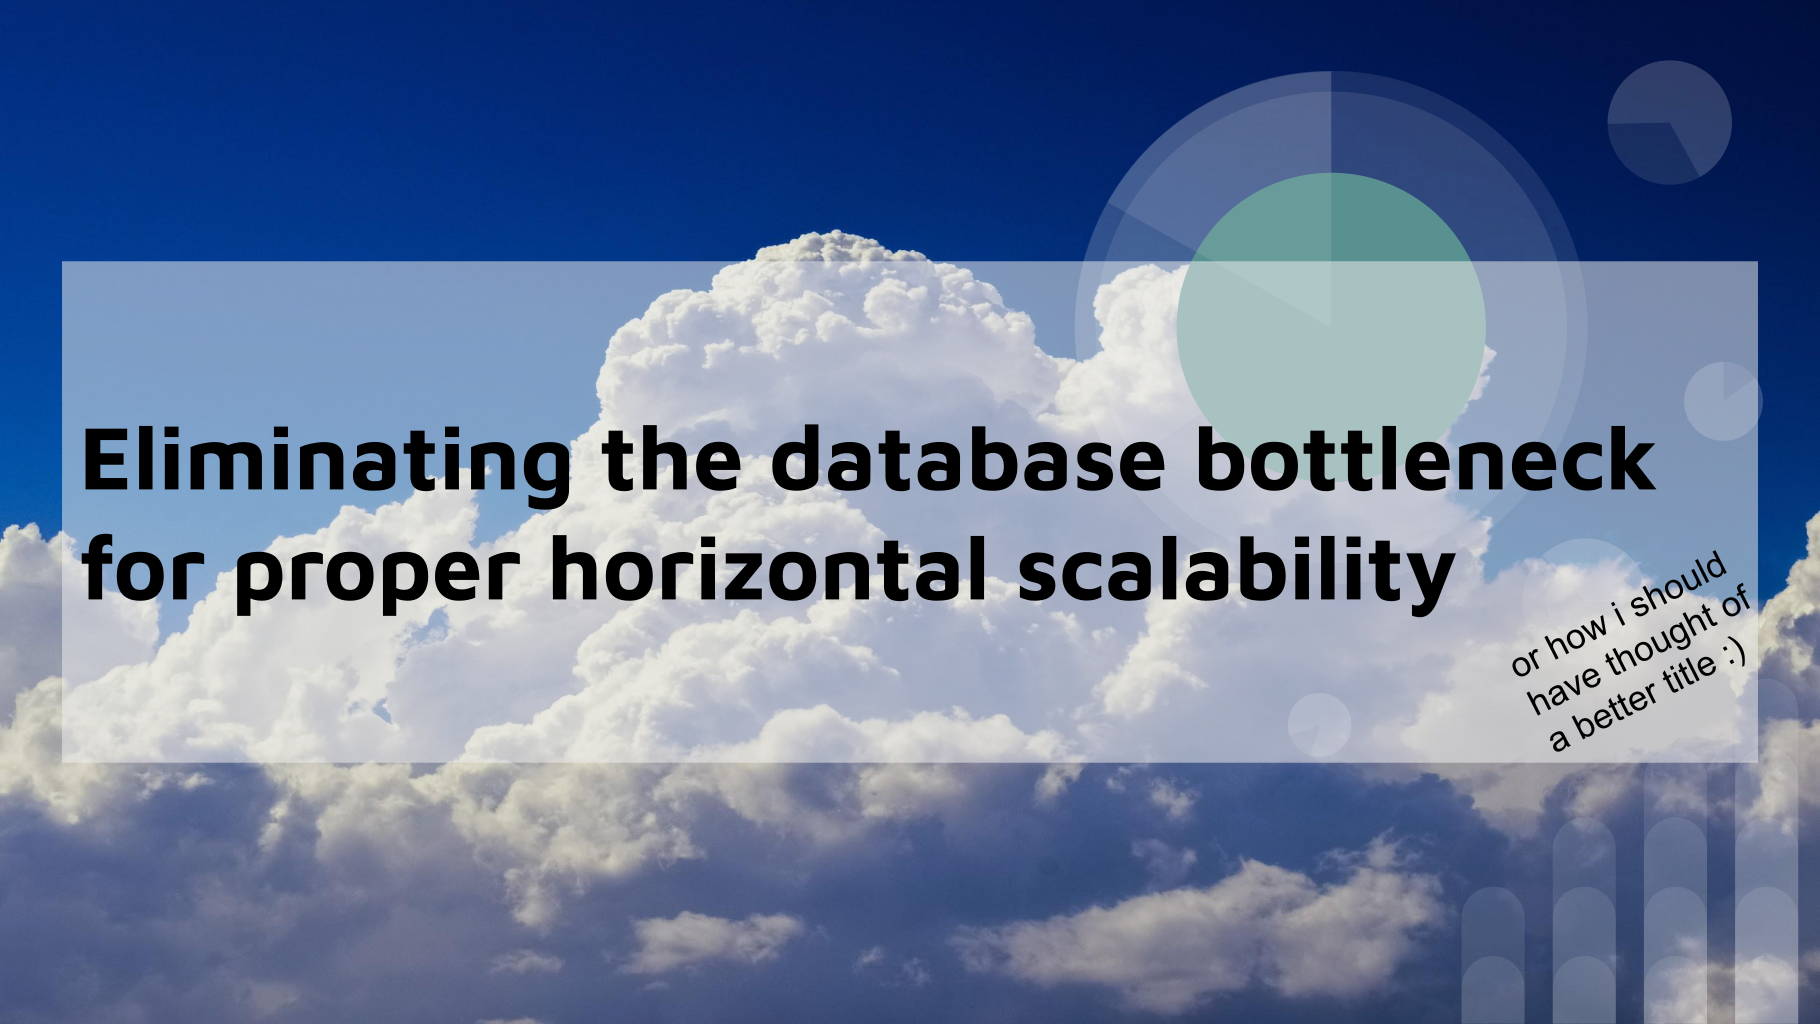 Eliminating the database bottleneck
for proper horizontal scalability
or how i should
have thought of
a better title :)